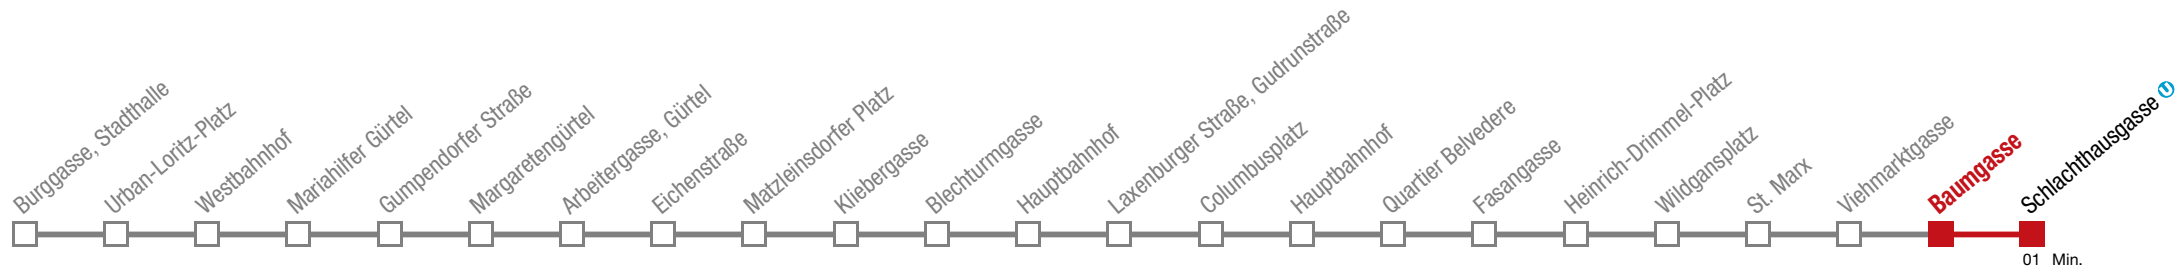 Burggasse, Stadthalle
Urban-Loritz-Platz
Westbahnhof
Mariahilfer Gürtel
Gumpendorfer Straße
Margaretengürtel
Arbeitergasse, Gürtel
Eichenstraße
Matzleinsdorfer Platz
Kliebergasse
Blechturmgasse
Hauptbahnhof
Laxenburger Straße, Gudrunstraße
Columbusplatz
Hauptbahnhof
Quartier Belvedere
Fasangasse
Heinrich-Drimmel-Platz
Wildgansplatz
St. Marx
Viehmarktgasse
Baumgasse
Schlachthausgasse U
01 Min.